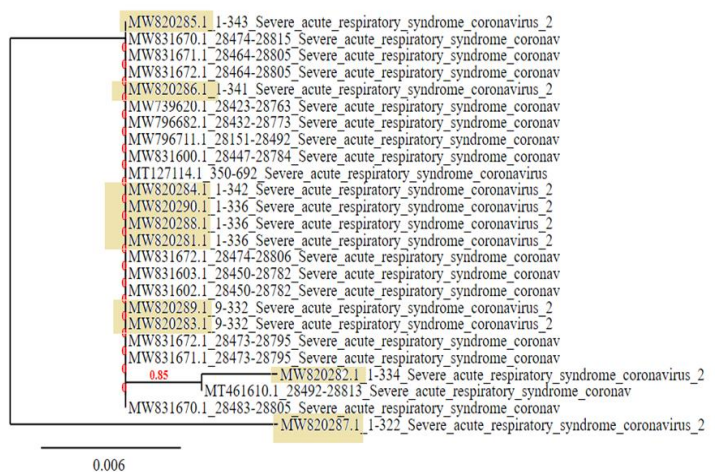 MW820285.1_1-343_Severe_acute_respiratory_syndrome_coronavirus_2
MW831670.1_28474-28815_Severe_acute_respiratory_syndrome_coronav
MW831671.1_28464-28805_Severe_acute_respiratory_syndrome_coronav
MW831672.1_28464-28805_Severe_acute_respiratory_syndrome_coronav
MW820286.1_1-341_Severe_acute_respiratory_syndrome_coronavirus_2
MW739620.1_28423-28763_Severe_acute_respiratory_syndrome_coronav
MW796682.1_28432-28773_Severe_acute_respiratory_syndrome_coronav
MW796711.1_28151-28492_Severe_acute_respiratory_syndrome_coronav
MW831600.1_28447-28784_Severe_acute_respiratory_syndrome_coronav
MT127114.1_350-692_Severe_acute_respiratory_syndrome_coronavirus
MW820284.1_1-342_Severe_acute_respiratory_syndrome_coronavirus_2
MW820290.1_1-336_Severe_acute_respiratory_syndrome_coronavirus_2
MW820288.1_1-336_Severe_acute_respiratory_syndrome_coronavirus_2
MW820281.1_1-336_Severe_acute_respiratory_syndrome_coronavirus_2
MW831672.1_28474-28806_Severe_acute_respiratory_syndrome_coronav
MW831603.1_28450-28782_Severe_acute_respiratory_syndrome_coronav
MW831602.1_28450-28782_Severe_acute_respiratory_syndrome_coronav
MW820289.1_9-332_Severe_acute_respiratory_syndrome_coronavirus_2
MW820283.1_9-332_Severe_acute_respiratory_syndrome_coronavirus_2
MW831672.1_28473-28795_Severe_acute_respiratory_syndrome_coronav
MW831671.1_28473-28795_Severe_acute_respiratory_syndrome_coronav
0.85
MW820282.1_1-334_Severe_acute_respiratory_syndrome_coronavirus_2
MT461610.1_28492-28813_Severe_acute_respiratory_syndrome_coronav
MW831670.1_28483-28805_Severe_acute_respiratory_syndrome_coronav
MW820287.1_1-322_Severe_acute_respiratory_syndrome_coronavirus_2
0.006